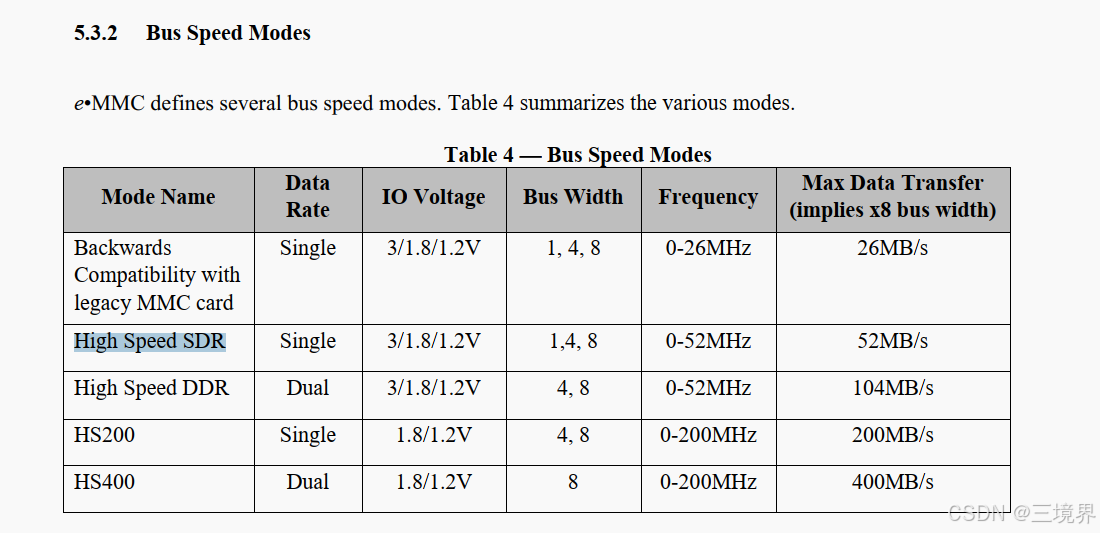 5.3.2 Bus Speed Modes
e•MMC defines several bus speed modes. Table 4 summarizes the various modes.
Table 4 — Bus Speed Modes
Mode Name Data Rate IO Voltage Bus Width Frequency Max Data Transfer (implies x8 bus width)
Backwards Compatibility with legacy MMC card Single 3/1.8/1.2V 1, 4, 8 0-26MHz 26MB/s
High Speed SDR Single 3/1.8/1.2V 1,4, 8 0-52MHz 52MB/s
High Speed DDR Dual 3/1.8/1.2V 4, 8 0-52MHz 104MB/s
HS200 Single 1.8/1.2V 4, 8 0-200MHz 200MB/s
HS400 Dual 1.8/1.2V 8 0-200MHz 400MB/s
CSDN @三境界